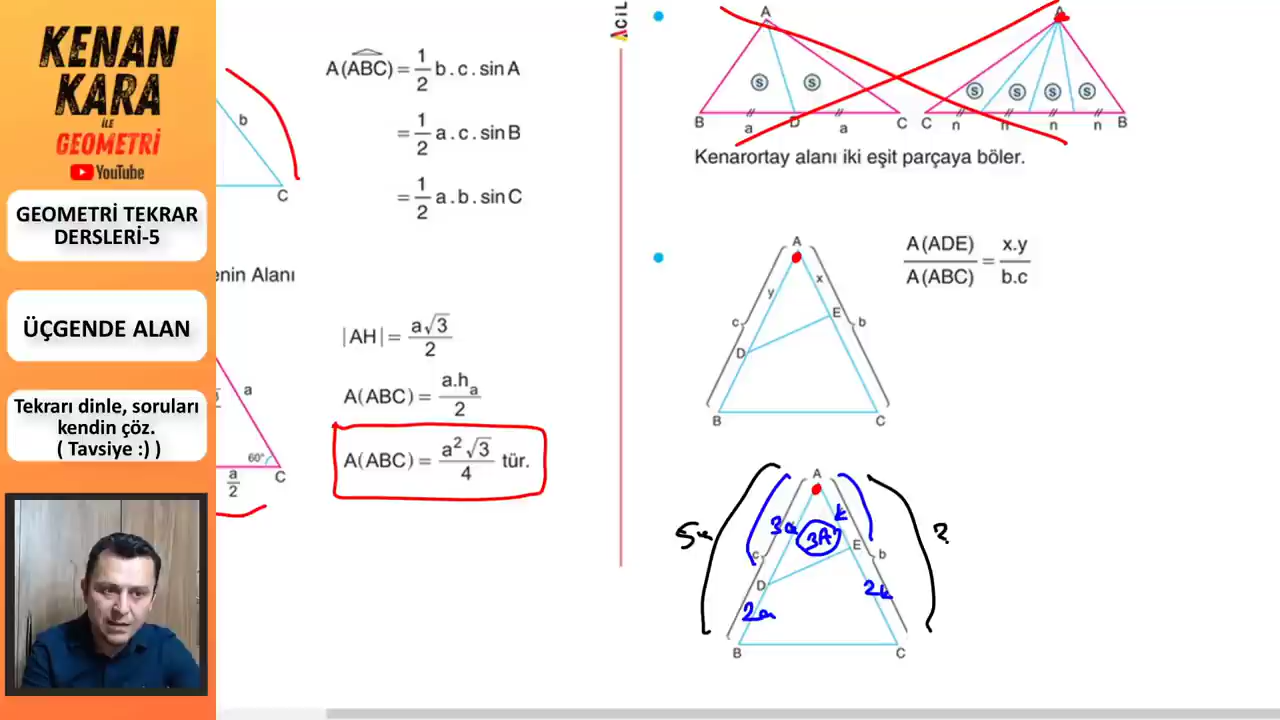 KENAN
KARA
İLE
GEOMETRİ
YouTube
GEOMETRİ TEKRAR
DERSLERİ-5
ÜÇGENDE ALAN
Tekrarı dinle, soruları
kendin çöz.
( Tavsiye :) )
b
C
A(ABC) = 1/2 b . c . sinA
= 1/2 a . c . sinB
= 1/2 a . b . sinC
enin Alanı
a
60°
a/2
C
|AH| = a√3/2
A(ABC) = a.hₐ/2
A(ABC) = a²√3/4 tür.
ACİL
A
S S
B a D a C
A
S S S S
C n n n n B
Kenarortay alanı iki eşit parçaya böler.
A
y x
c E b
D
B C
A(ADE)/A(ABC) = x.y/b.c
A
5a 3a 3A k
c E b
D
2a 2k
B C